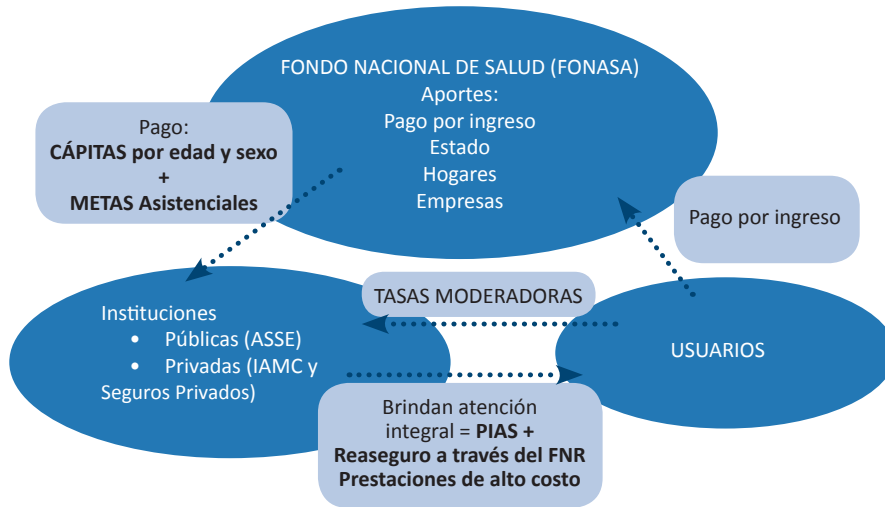 FONDO NACIONAL DE SALUD (FONASA)
Aportes:
Pago por ingreso
Estado
Hogares
Empresas
Pago:
CÁPITAS por edad y sexo
+
METAS Asistenciales
Pago por ingreso
TASAS MODERADORAS
Instituciones
• Públicas (ASSE)
• Privadas (IAMC y
Seguros Privados)
USUARIOS
Brindan atención
integral = PIAS +
Reaseguro a través del FNR
Prestaciones de alto costo